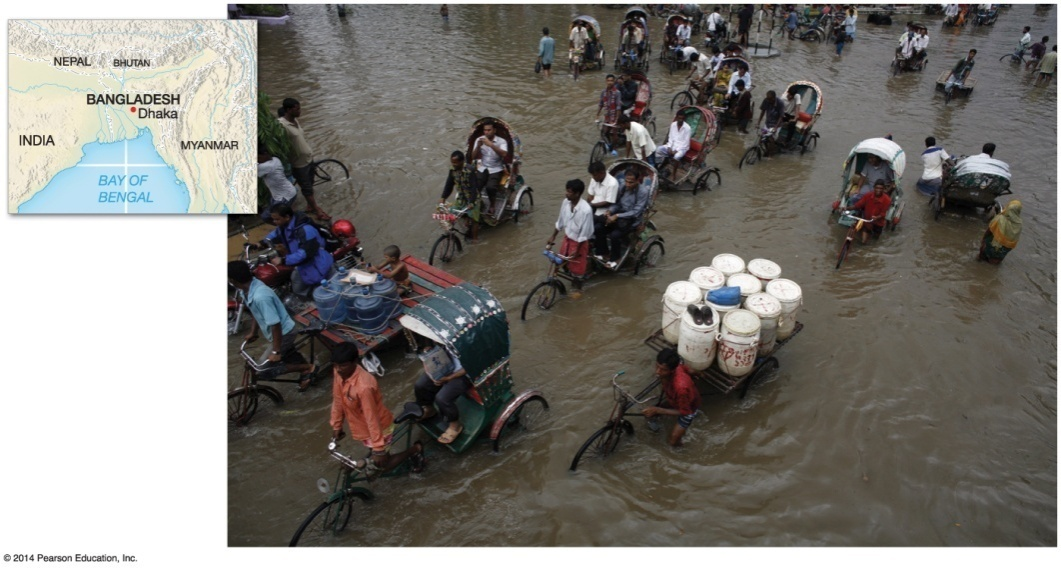 NEPAL
BHUTAN
BANGLADESH
Dhaka
INDIA
MYANMAR
BAY OF
BENGAL
© 2014 Pearson Education, Inc.